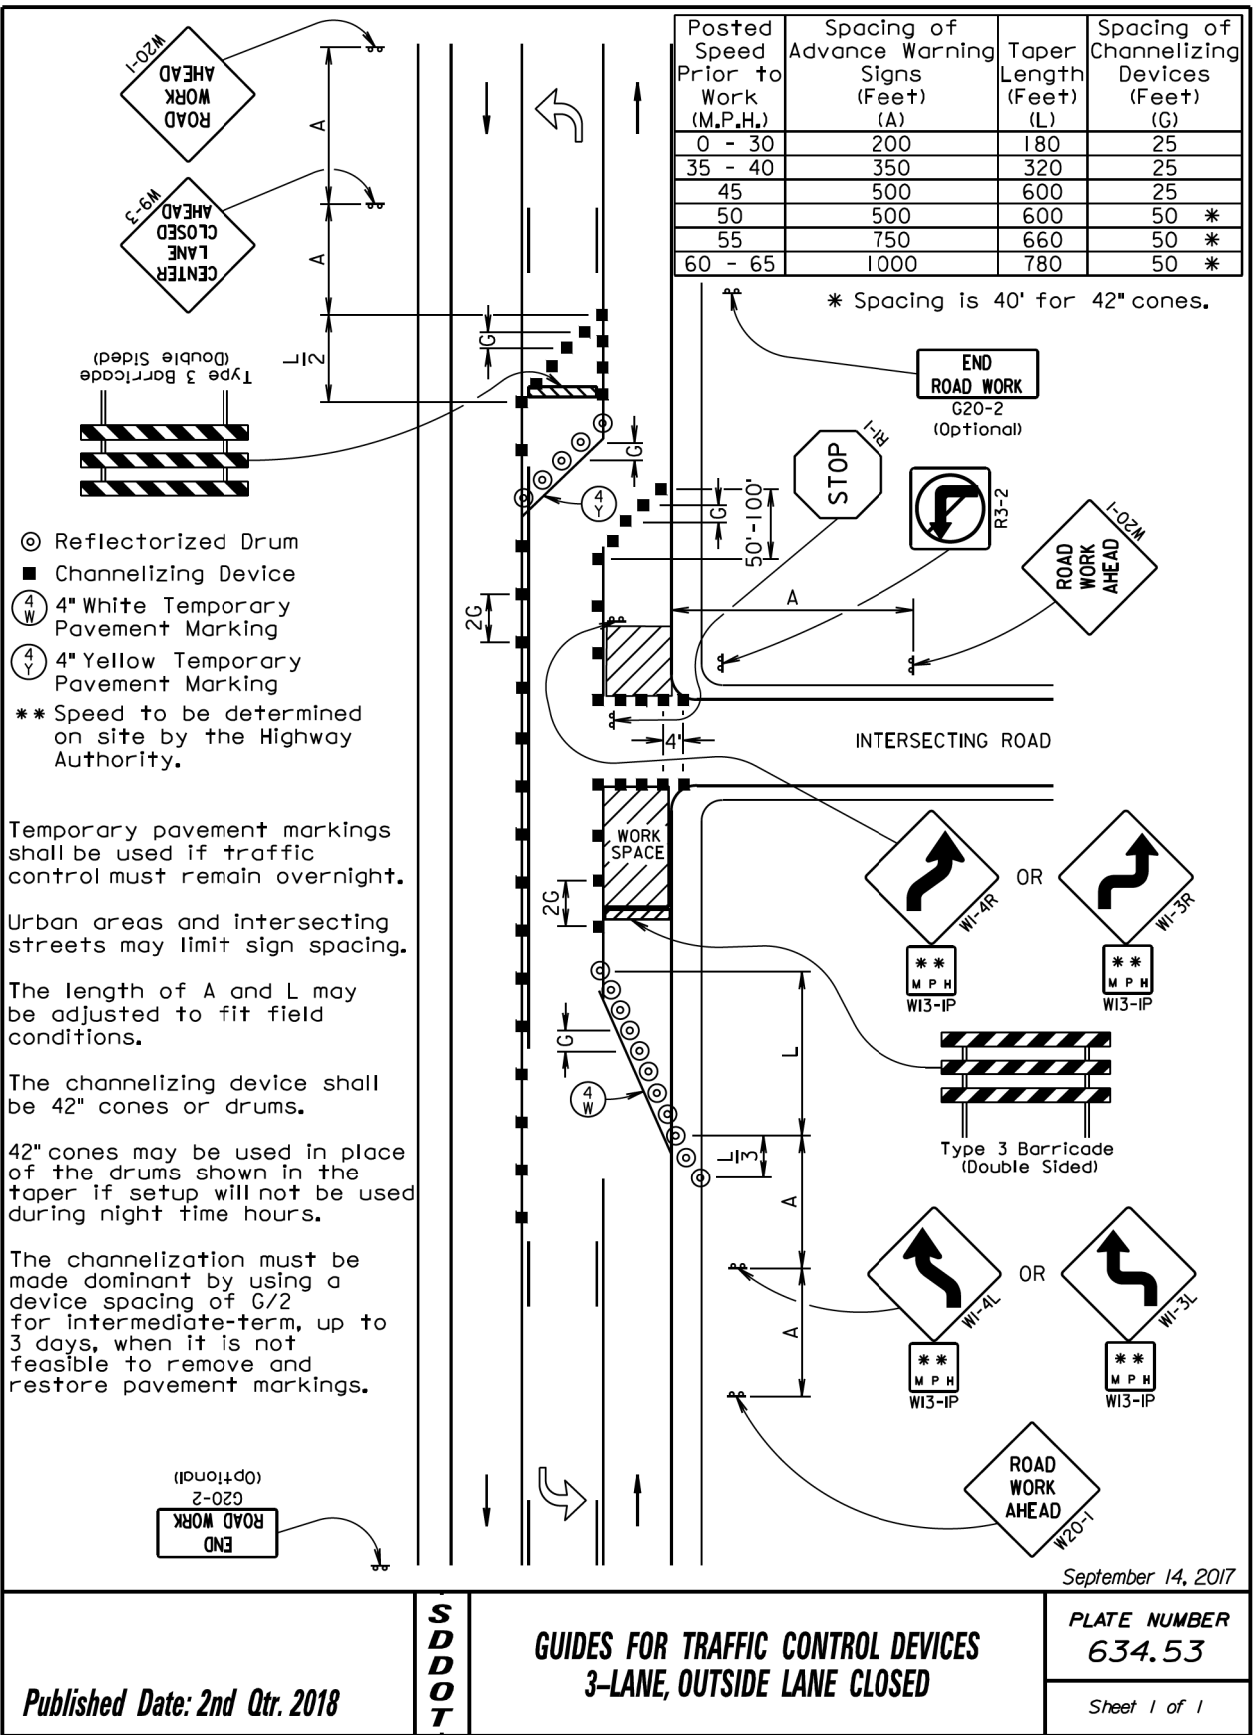 Posted
Speed
Prior to
Work
(M.P.H.)
Spacing of
Advance Warning
Signs
(Feet)
(A)
Taper
Length
(Feet)
(L)
Spacing of
Channelizing
Devices
(Feet)
(G)
0 - 30 200 180 25
35 - 40 350 320 25
45 500 600 25
50 500 600 50 *
55 750 660 50 *
60 - 65 1000 780 50 *
* Spacing is 40' for 42" cones.
W20-1
ROAD
WORK
AHEAD
A
W9-3
CENTER
LANE
CLOSED
AHEAD
A
L
2
G
Type 3 Barricade
(Double Sided)
END
ROAD WORK
G20-2
(Optional)
STOP
R1-1
R3-2
W20-1
ROAD
WORK
AHEAD
G
4
Y
G
50'-100'
A
2G
Reflectorized Drum
Channelizing Device
4
W
4" White Temporary
Pavement Marking
4
Y
4" Yellow Temporary
Pavement Marking
** Speed to be determined
on site by the Highway
Authority.
4'
INTERSECTING ROAD
WORK
SPACE
2G
Temporary pavement markings
shall be used if traffic
control must remain overnight.
Urban areas and intersecting
streets may limit sign spacing.
The length of A and L may
be adjusted to fit field
conditions.
The channelizing device shall
be 42" cones or drums.
42" cones may be used in place
of the drums shown in the
taper if setup will not be used
during night time hours.
The channelization must be
made dominant by using a
device spacing of G/2
for intermediate-term, up to
3 days, when it is not
feasible to remove and
restore pavement markings.
W1-4R
OR
W1-3R
* *
M P H
W13-1P
* *
M P H
W13-1P
G
4
W
L
L
3
A
A
Type 3 Barricade
(Double Sided)
W1-4L
OR
W1-3L
* *
M P H
W13-1P
* *
M P H
W13-1P
ROAD
WORK
AHEAD
W20-1
END
ROAD WORK
G20-2
(Optional)
September 14, 2017
Published Date: 2nd Qtr. 2018
S
D
D
O
T
GUIDES FOR TRAFFIC CONTROL DEVICES
3-LANE, OUTSIDE LANE CLOSED
PLATE NUMBER
634.53
Sheet 1 of 1